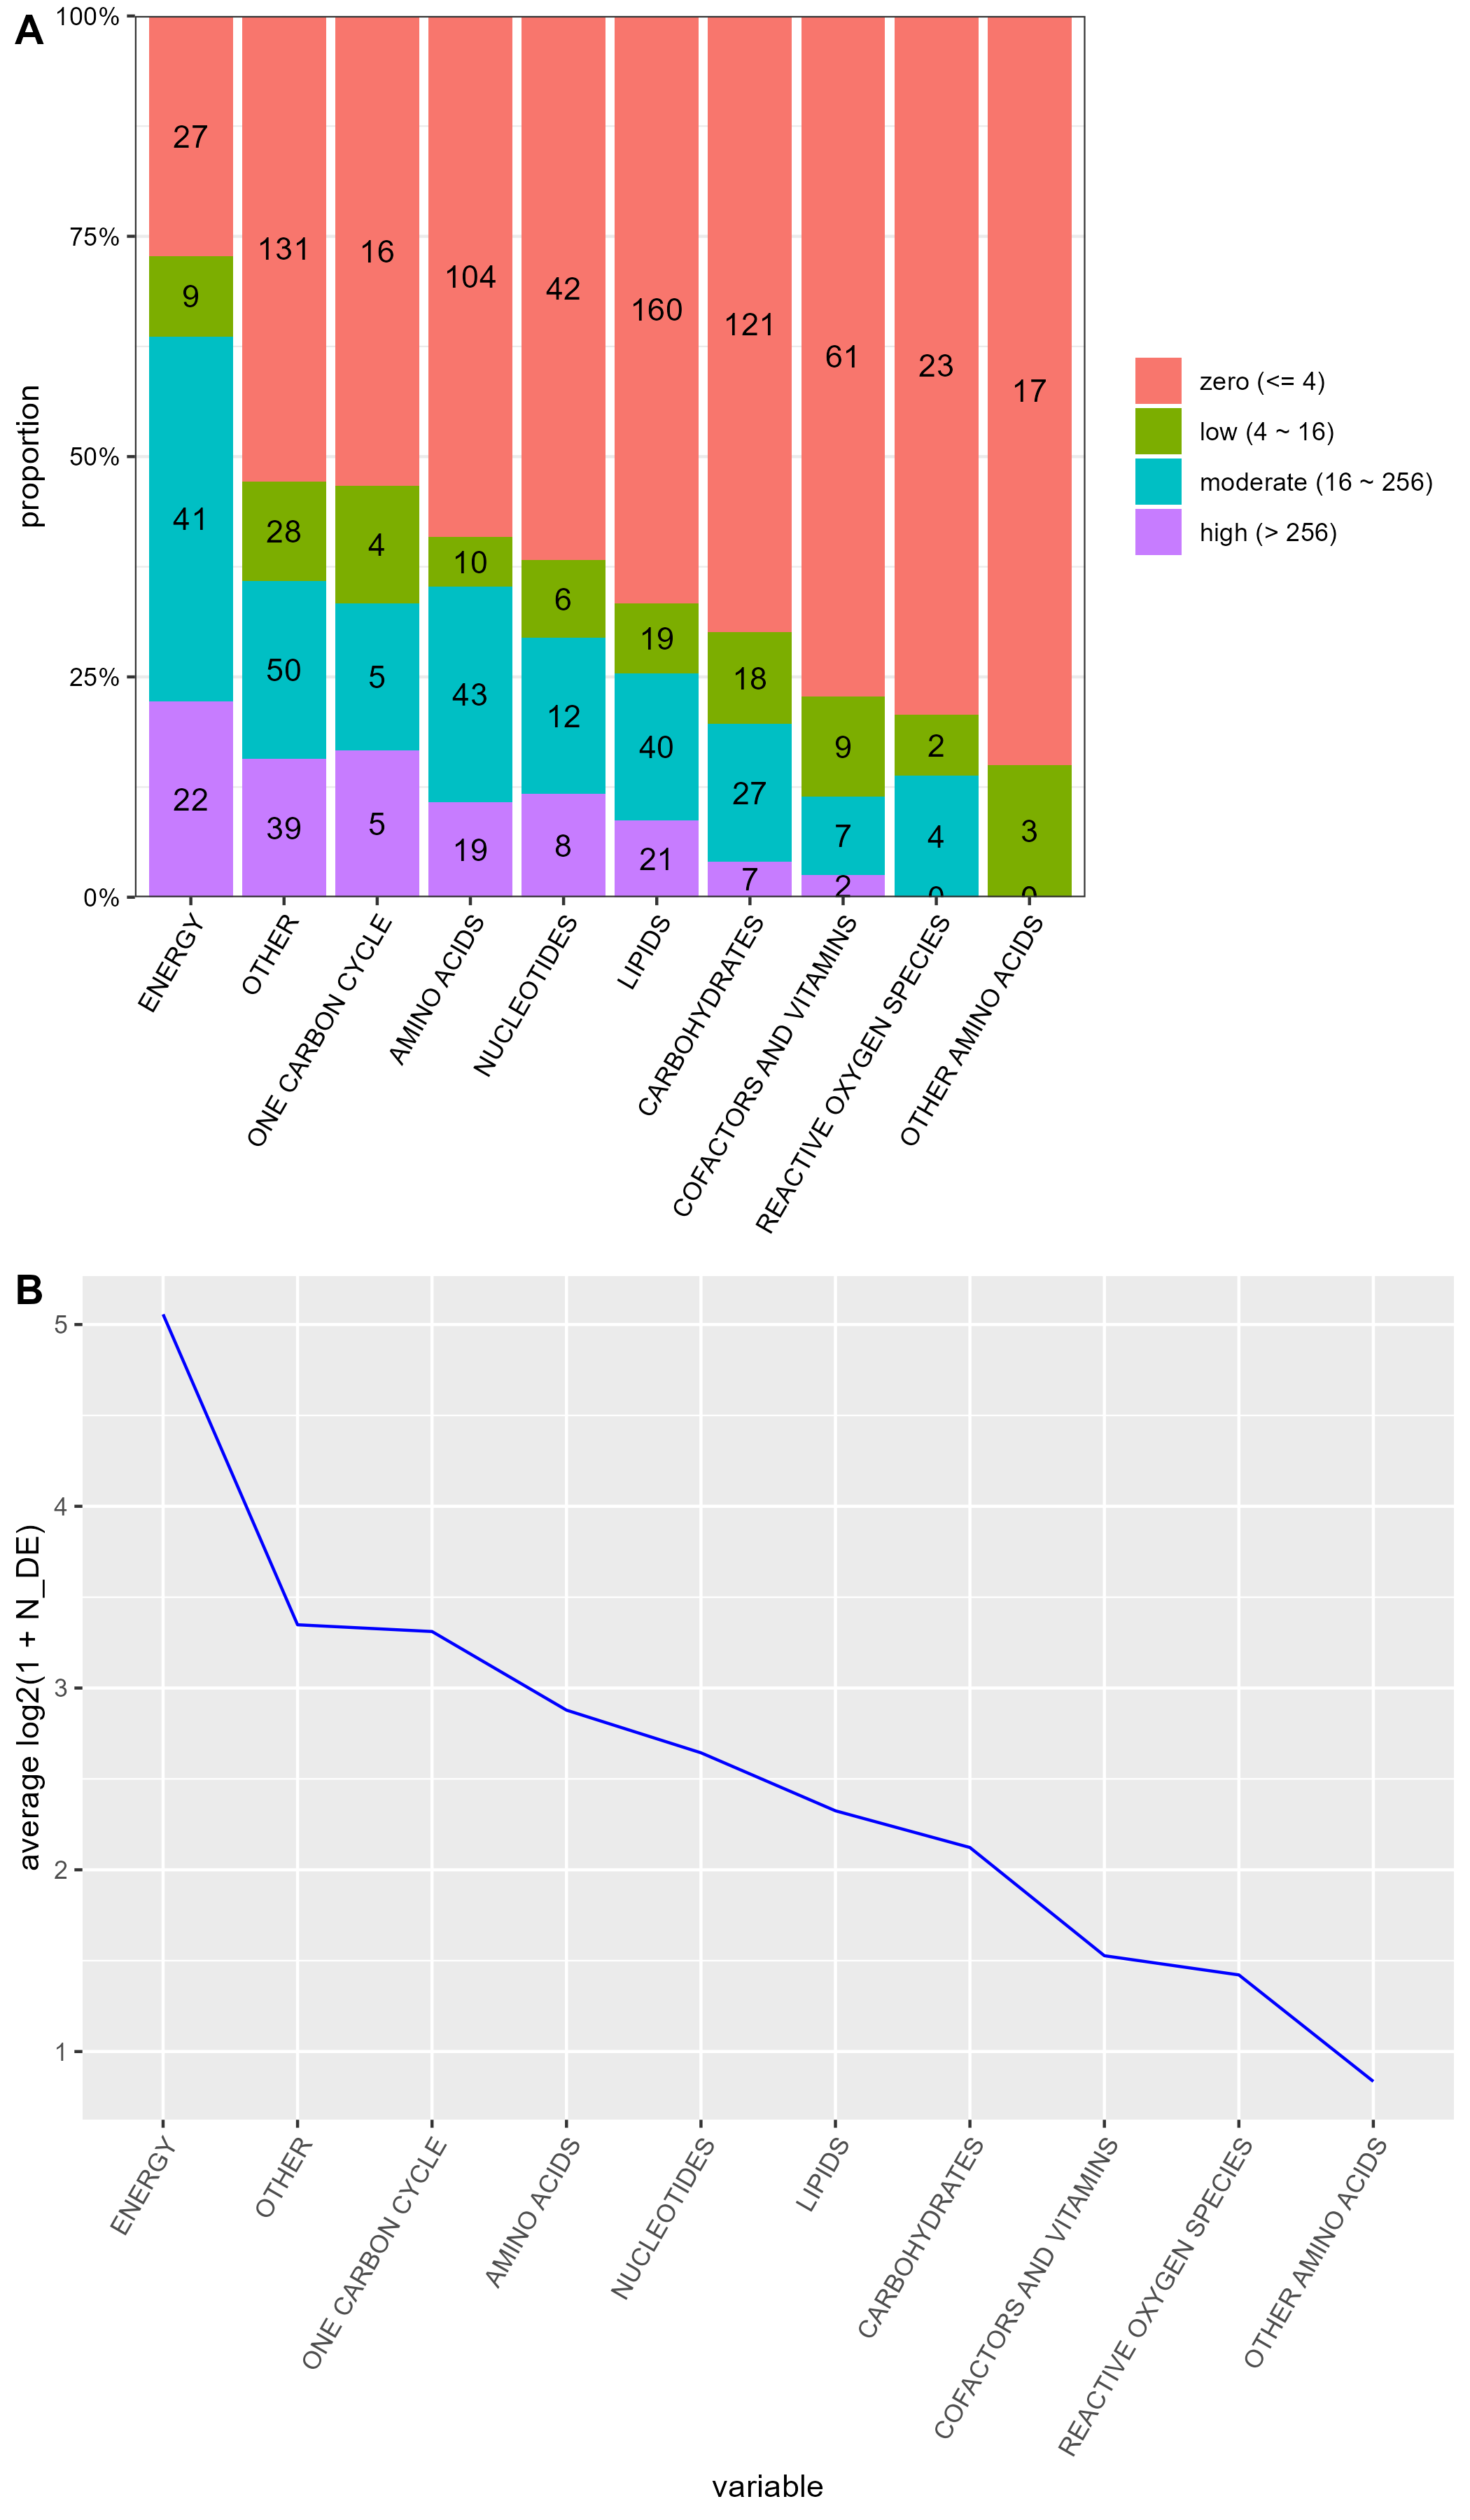 A
100%
75%
50%
25%
0%
proportion
27 131 16 104 42 160 121 61 23 17
9 28 4 10 6 19 18 9 2 3
41 50 5 43 12 40 27 7 4 0
22 39 5 19 8 21 7 2 0
zero (<= 4)
low (4 ~ 16)
moderate (16 ~ 256)
high (> 256)
ENERGY
OTHER
ONE CARBON CYCLE
AMINO ACIDS
NUCLEOTIDES
LIPIDS
CARBOHYDRATES
COFACTORS AND VITAMINS
REACTIVE OXYGEN SPECIES
OTHER AMINO ACIDS
B
5
4
3
2
1
average log2(1 + N_DE)
ENERGY
OTHER
ONE CARBON CYCLE
AMINO ACIDS
NUCLEOTIDES
LIPIDS
CARBOHYDRATES
COFACTORS AND VITAMINS
REACTIVE OXYGEN SPECIES
OTHER AMINO ACIDS
variable